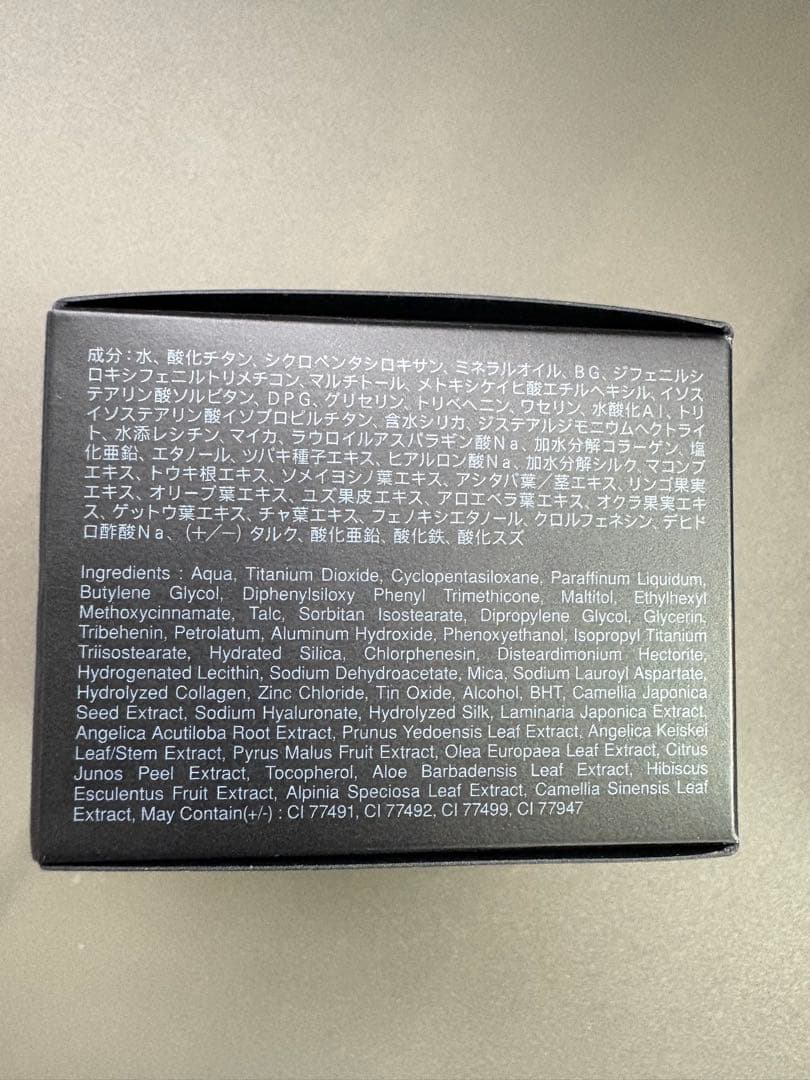 成分：水、酸化チタン、シクロペンタシロキサン、ミネラルオイル、BG、ジフェニルシ
ロキシフェニルトリメチコン、マルチトール、メトキシケイヒ酸エチルヘキシル、イソス
テアリン酸ソルビタン、DPG、グリセリン、トリベヘニン、ワセリン、水酸化Al、トリ
イソステアリン酸イソプロピルチタン、含水シリカ、ジステアルジモニウムヘクトライ
ト、水添レシチン、マイカ、ラウロイルアスパラギン酸Na、加水分解コラーゲン、塩
化亜鉛、エタノール、ツバキ種子エキス、ヒアルロン酸Na、加水分解シルク、マコンブ
エキス、トウキ根エキス、ソメイヨシノ葉エキス、アシタバ葉／茎エキス、リンゴ果実
エキス、オリーブ葉エキス、ユズ果皮エキス、アロエベラ葉エキス、オクラ果実エキ
ス、ゲットウ葉エキス、チャ葉エキス、フェノキシエタノール、クロルフェネシン、デヒド
ロ酢酸Na、（＋／－）タルク、酸化亜鉛、酸化鉄、酸化スズ
Ingredients : Aqua, Titanium Dioxide, Cyclopentasiloxane, Paraffinum Liquidum,
Butylene Glycol, Diphenylsiloxy Phenyl Trimethicone, Maltitol, Ethylhexyl
Methoxycinnamate, Talc, Sorbitan Isostearate, Dipropylene Glycol, Glycerin,
Tribehenin, Petrolatum, Aluminum Hydroxide, Phenoxyethanol, Isopropyl Titanium
Triisostearate, Hydrated Silica, Chlorphenesin, Disteardimonium Hectorite,
Hydrogenated Lecithin, Sodium Dehydroacetate, Mica, Sodium Lauroyl Aspartate,
Hydrolyzed Collagen, Zinc Chloride, Tin Oxide, Alcohol, BHT, Camellia Japonica
Seed Extract, Sodium Hyaluronate, Hydrolyzed Silk, Laminaria Japonica Extract,
Angelica Acutiloba Root Extract, Prunus Yedoensis Leaf Extract, Angelica Keiskei
Leaf/Stem Extract, Pyrus Malus Fruit Extract, Olea Europaea Leaf Extract, Citrus
Junos Peel Extract, Tocopherol, Aloe Barbadensis Leaf Extract, Hibiscus
Esculentus Fruit Extract, Alpinia Speciosa Leaf Extract, Camellia Sinensis Leaf
Extract, May Contain(+/-) : CI 77491, CI 77492, CI 77499, CI 77947